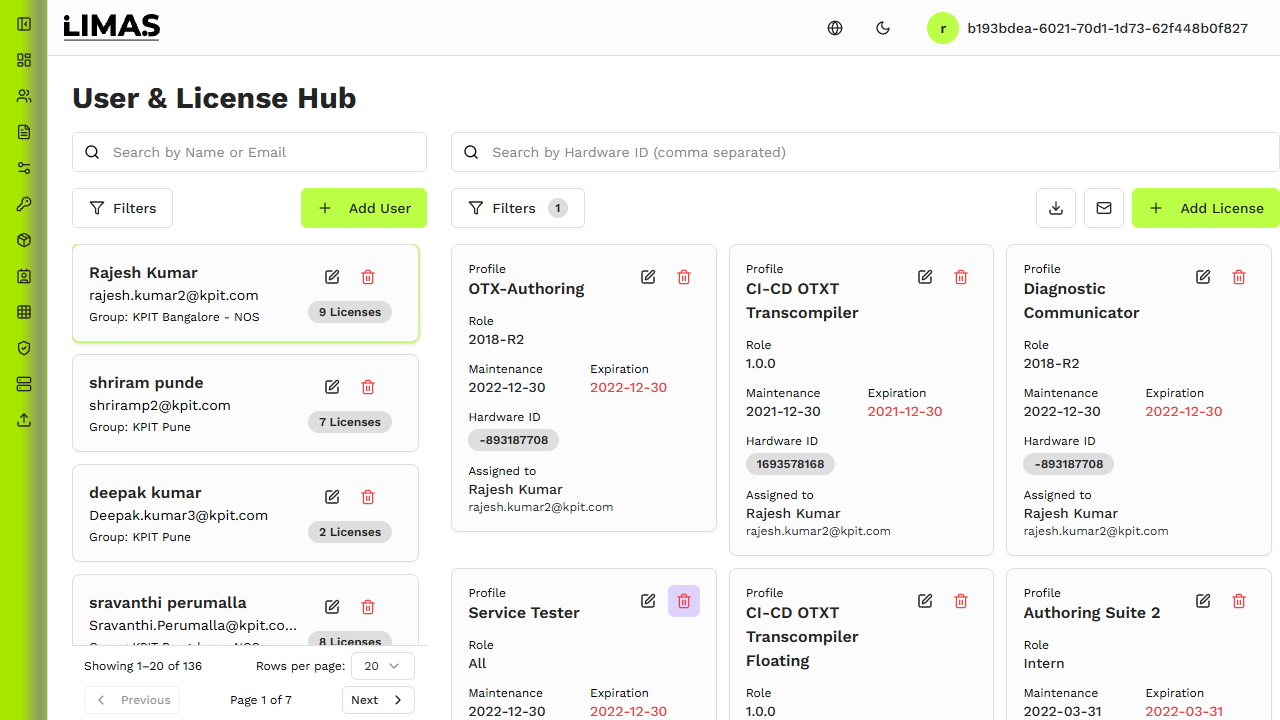 LIMAS
r
b193bdea-6021-70d1-1d73-62f448b0f827
User & License Hub
Search by Name or Email
Search by Hardware ID (comma separated)
Filters
Add User
Filters
1
Add License
Rajesh Kumar
rajesh.kumar2@kpit.com
Group: KPIT Bangalore - NOS
9 Licenses
shriram punde
shriramp2@kpit.com
Group: KPIT Pune
7 Licenses
deepak kumar
Deepak.kumar3@kpit.com
Group: KPIT Pune
2 Licenses
sravanthi perumalla
Sravanthi.Perumalla@kpit.co...
Group: KPIT Bangalore - NOS
8 Licenses
Showing 1–20 of 136
Rows per page:
20
Previous
Page 1 of 7
Next
Profile
OTX-Authoring
Role
2018-R2
Maintenance
2022-12-30
Expiration
2022-12-30
Hardware ID
-893187708
Assigned to
Rajesh Kumar
rajesh.kumar2@kpit.com
Profile
CI-CD OTXT
Transcompiler
Role
1.0.0
Maintenance
2021-12-30
Expiration
2021-12-30
Hardware ID
1693578168
Assigned to
Rajesh Kumar
rajesh.kumar2@kpit.com
Profile
Diagnostic
Communicator
Role
2018-R2
Maintenance
2022-12-30
Expiration
2022-12-30
Hardware ID
-893187708
Assigned to
Rajesh Kumar
rajesh.kumar2@kpit.com
Profile
Service Tester
Role
All
Maintenance
2022-12-30
Expiration
2022-12-30
Profile
CI-CD OTXT
Transcompiler
Floating
Role
1.0.0
Profile
Authoring Suite 2
Role
Intern
Maintenance
2022-03-31
Expiration
2022-03-31